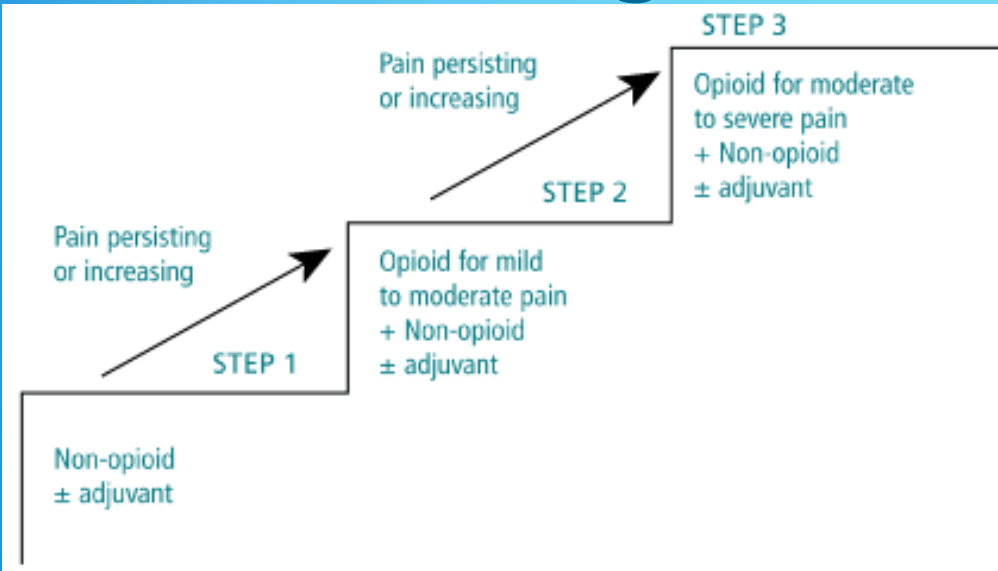 STEP 3
Pain persisting
or increasing
Opioid for moderate
to severe pain
+ Non-opioid
± adjuvant
STEP 2
Pain persisting
or increasing
Opioid for mild
to moderate pain
+ Non-opioid
± adjuvant
STEP 1
Non-opioid
± adjuvant